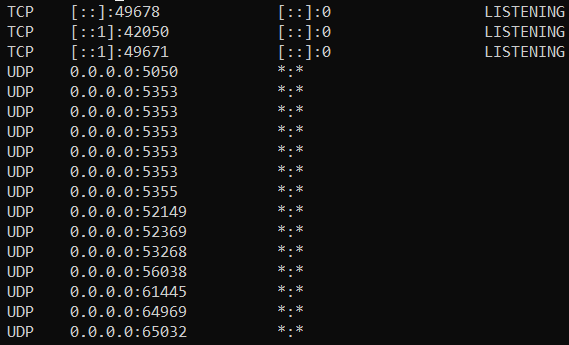 TCP [::]:49678 [::]:0 LISTENING
TCP [::1]:42050 [::]:0 LISTENING
TCP [::1]:49671 [::]:0 LISTENING
UDP 0.0.0.0:5050 *:*
UDP 0.0.0.0:5353 *:*
UDP 0.0.0.0:5353 *:*
UDP 0.0.0.0:5353 *:*
UDP 0.0.0.0:5353 *:*
UDP 0.0.0.0:5353 *:*
UDP 0.0.0.0:5355 *:*
UDP 0.0.0.0:52149 *:*
UDP 0.0.0.0:52369 *:*
UDP 0.0.0.0:53268 *:*
UDP 0.0.0.0:56038 *:*
UDP 0.0.0.0:61445 *:*
UDP 0.0.0.0:64969 *:*
UDP 0.0.0.0:65032 *:*